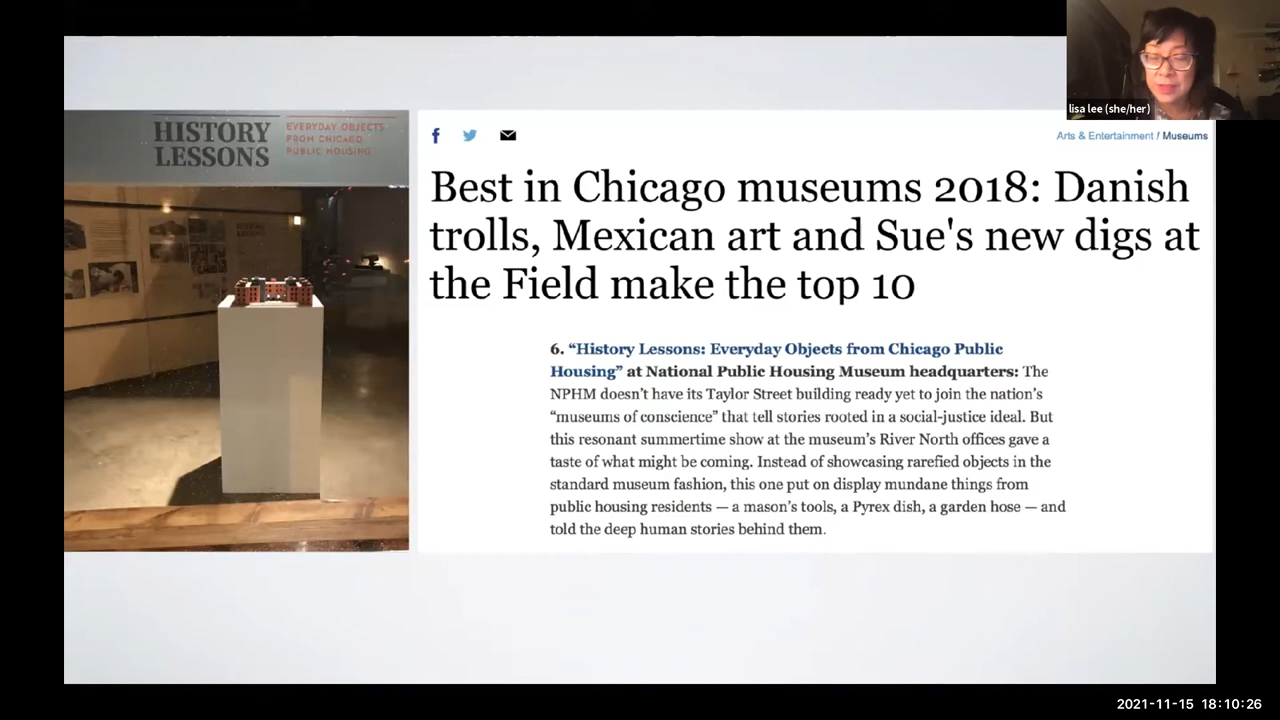 lisa lee (she/her)
HISTORY
LESSONS
EVERYDAY OBJECTS
FROM CHICAGO
PUBLIC HOUSING
Arts & Entertainment / Museums
Best in Chicago museums 2018: Danish
trolls, Mexican art and Sue's new digs at
the Field make the top 10
6. “History Lessons: Everyday Objects from Chicago Public
Housing” at National Public Housing Museum headquarters: The
NPHM doesn’t have its Taylor Street building ready yet to join the nation’s
“museums of conscience” that tell stories rooted in a social-justice ideal. But
this resonant summertime show at the museum’s River North offices gave a
taste of what might be coming. Instead of showcasing rarefied objects in the
standard museum fashion, this one put on display mundane things from
public housing residents — a mason’s tools, a Pyrex dish, a garden hose — and
told the deep human stories behind them.
2021-11-15 18:10:26